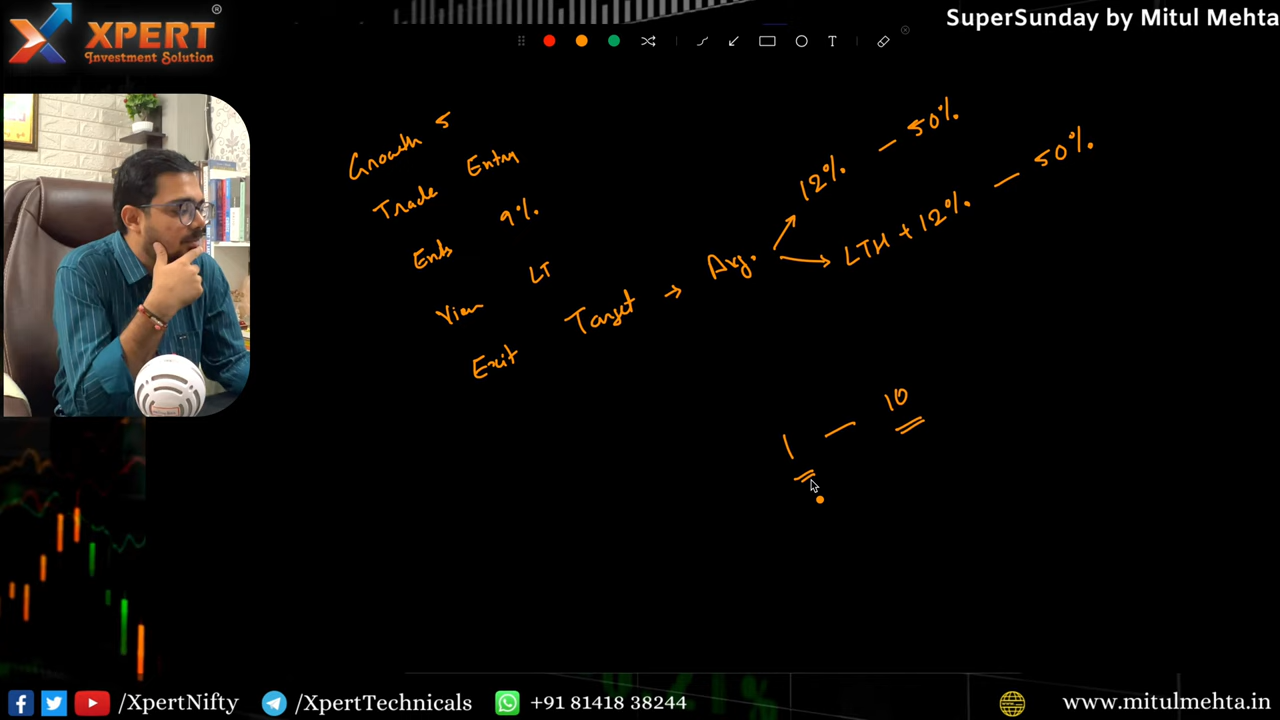 SuperSunday by Mitul Mehta
XPERT
Investment Solution
®
T
Growth 5
Trade Entry
Ents 9%
View LT
Exit Target → Avg.
12% — 50%
LTH + 12% — 50%
1 — 10
/XpertNifty
/XpertTechnicals
+91 81418 38244
www.mitulmehta.in